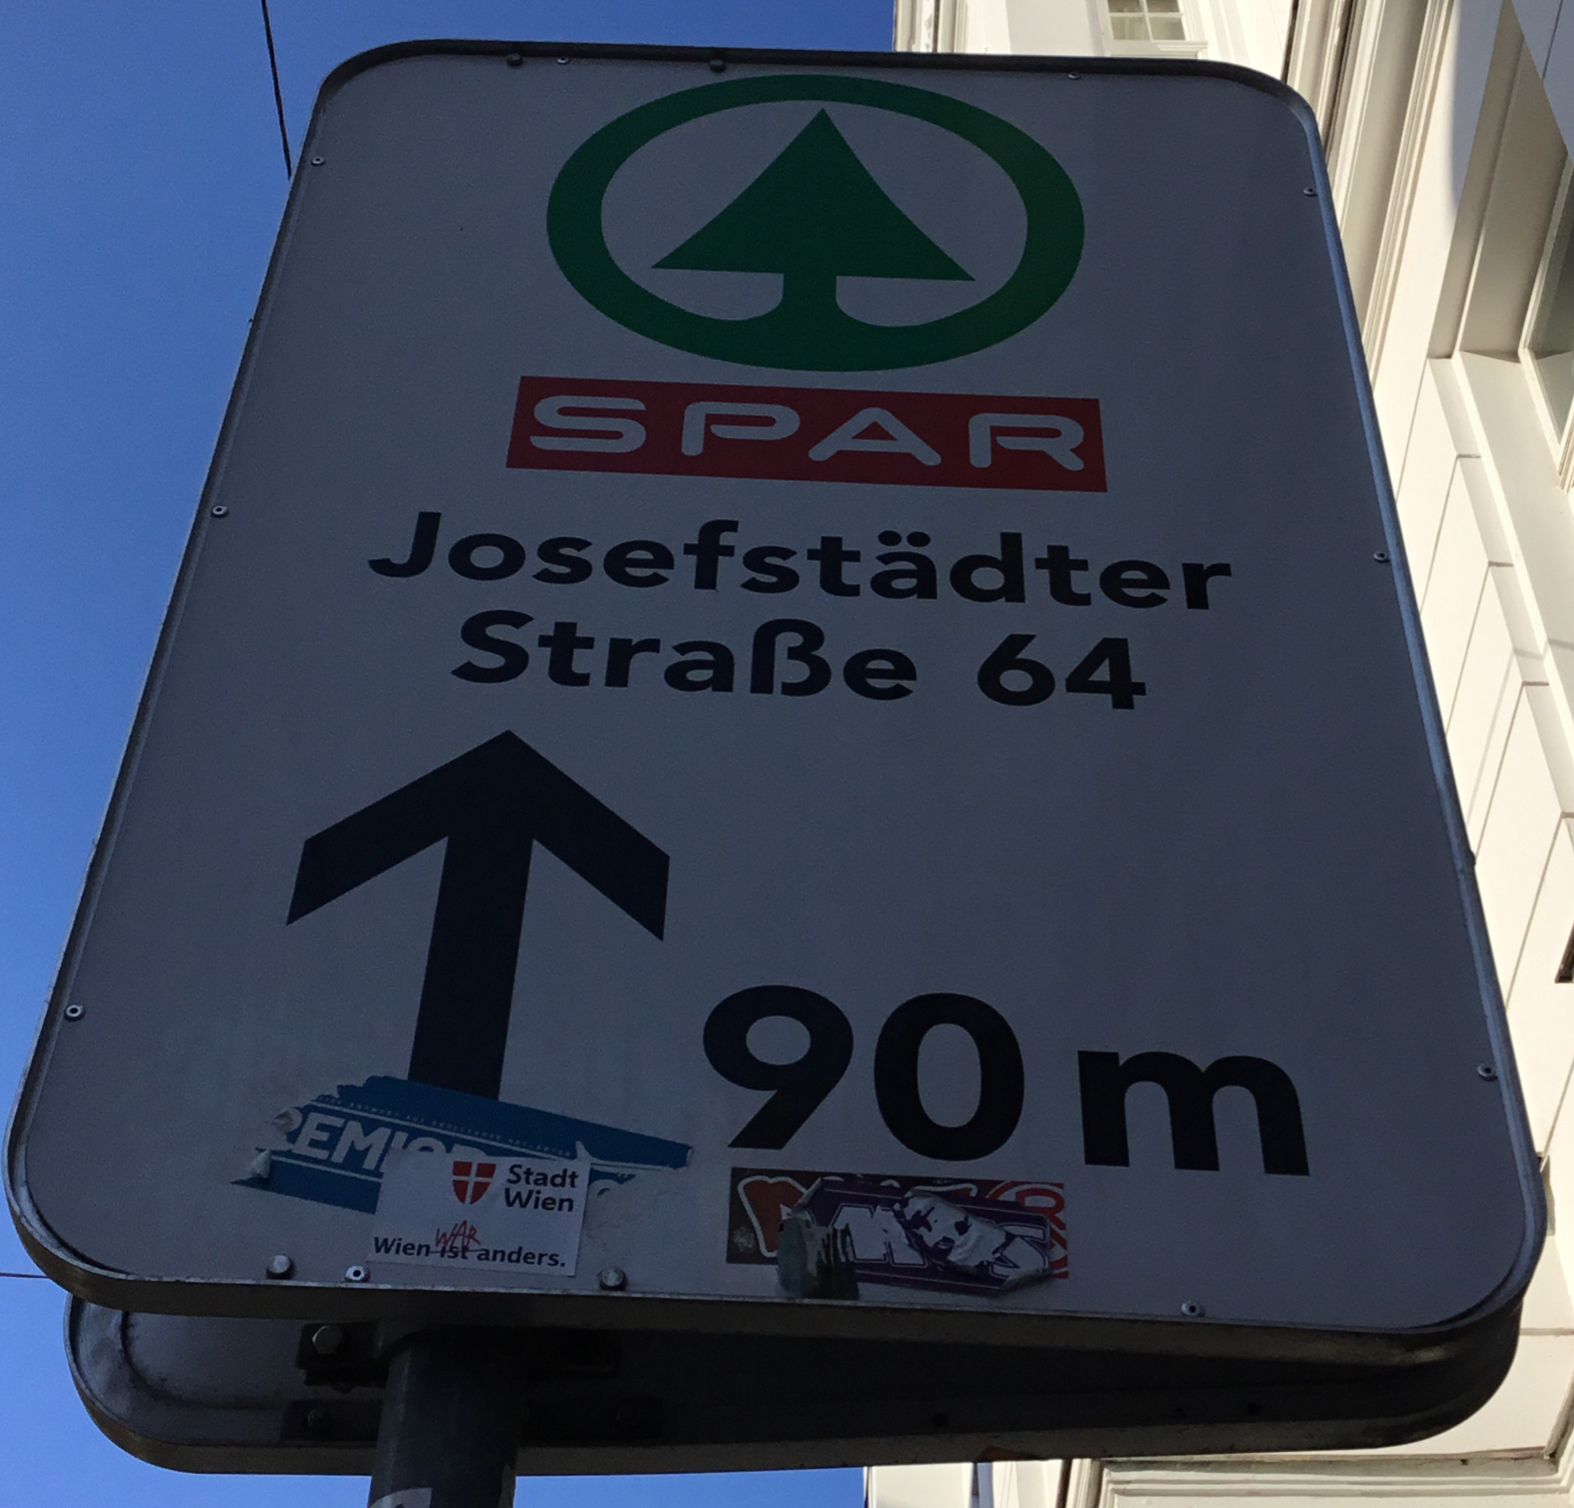 SPAR
Josefstädter
Straße 64
90 m
Stadt
Wien
WAR
Wien ist anders.